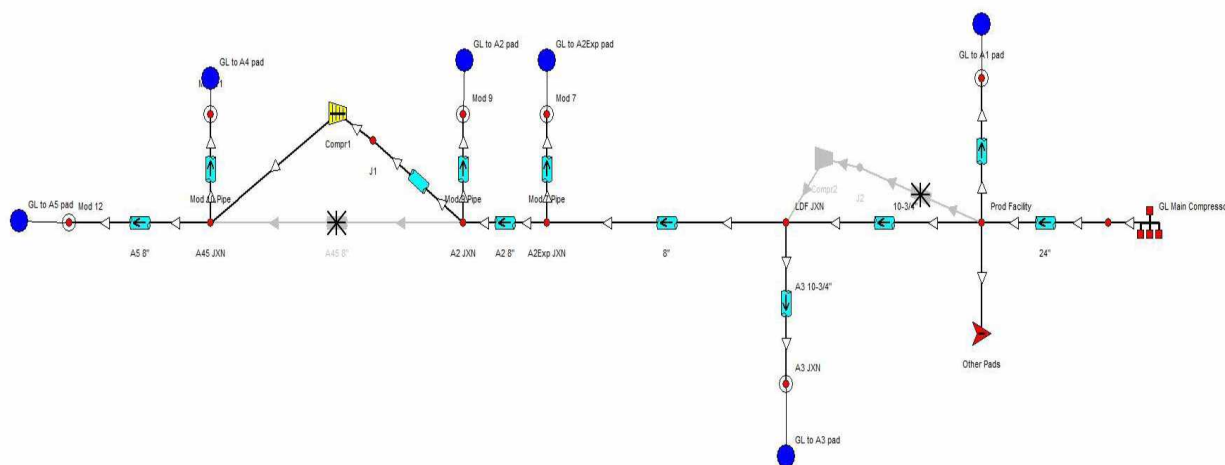 GL to A4 pad
GL to A2 pad
GL to A2Exp pad
GL to A1 pad
Mod 9
Mod 7
Compr1
J1
Compr2
J2
GL to A5 pad
Mod 12
Pipe
Pipe
Pipe
LDF JXN
10-3/4"
Prod Facility
GL Main Compressor
A5 8"
A45 JXN
A45 8"
A2 JXN
A2 8"
A2Exp JXN
8"
24"
A3 10-3/4"
A3 JXN
Other Pads
GL to A3 pad